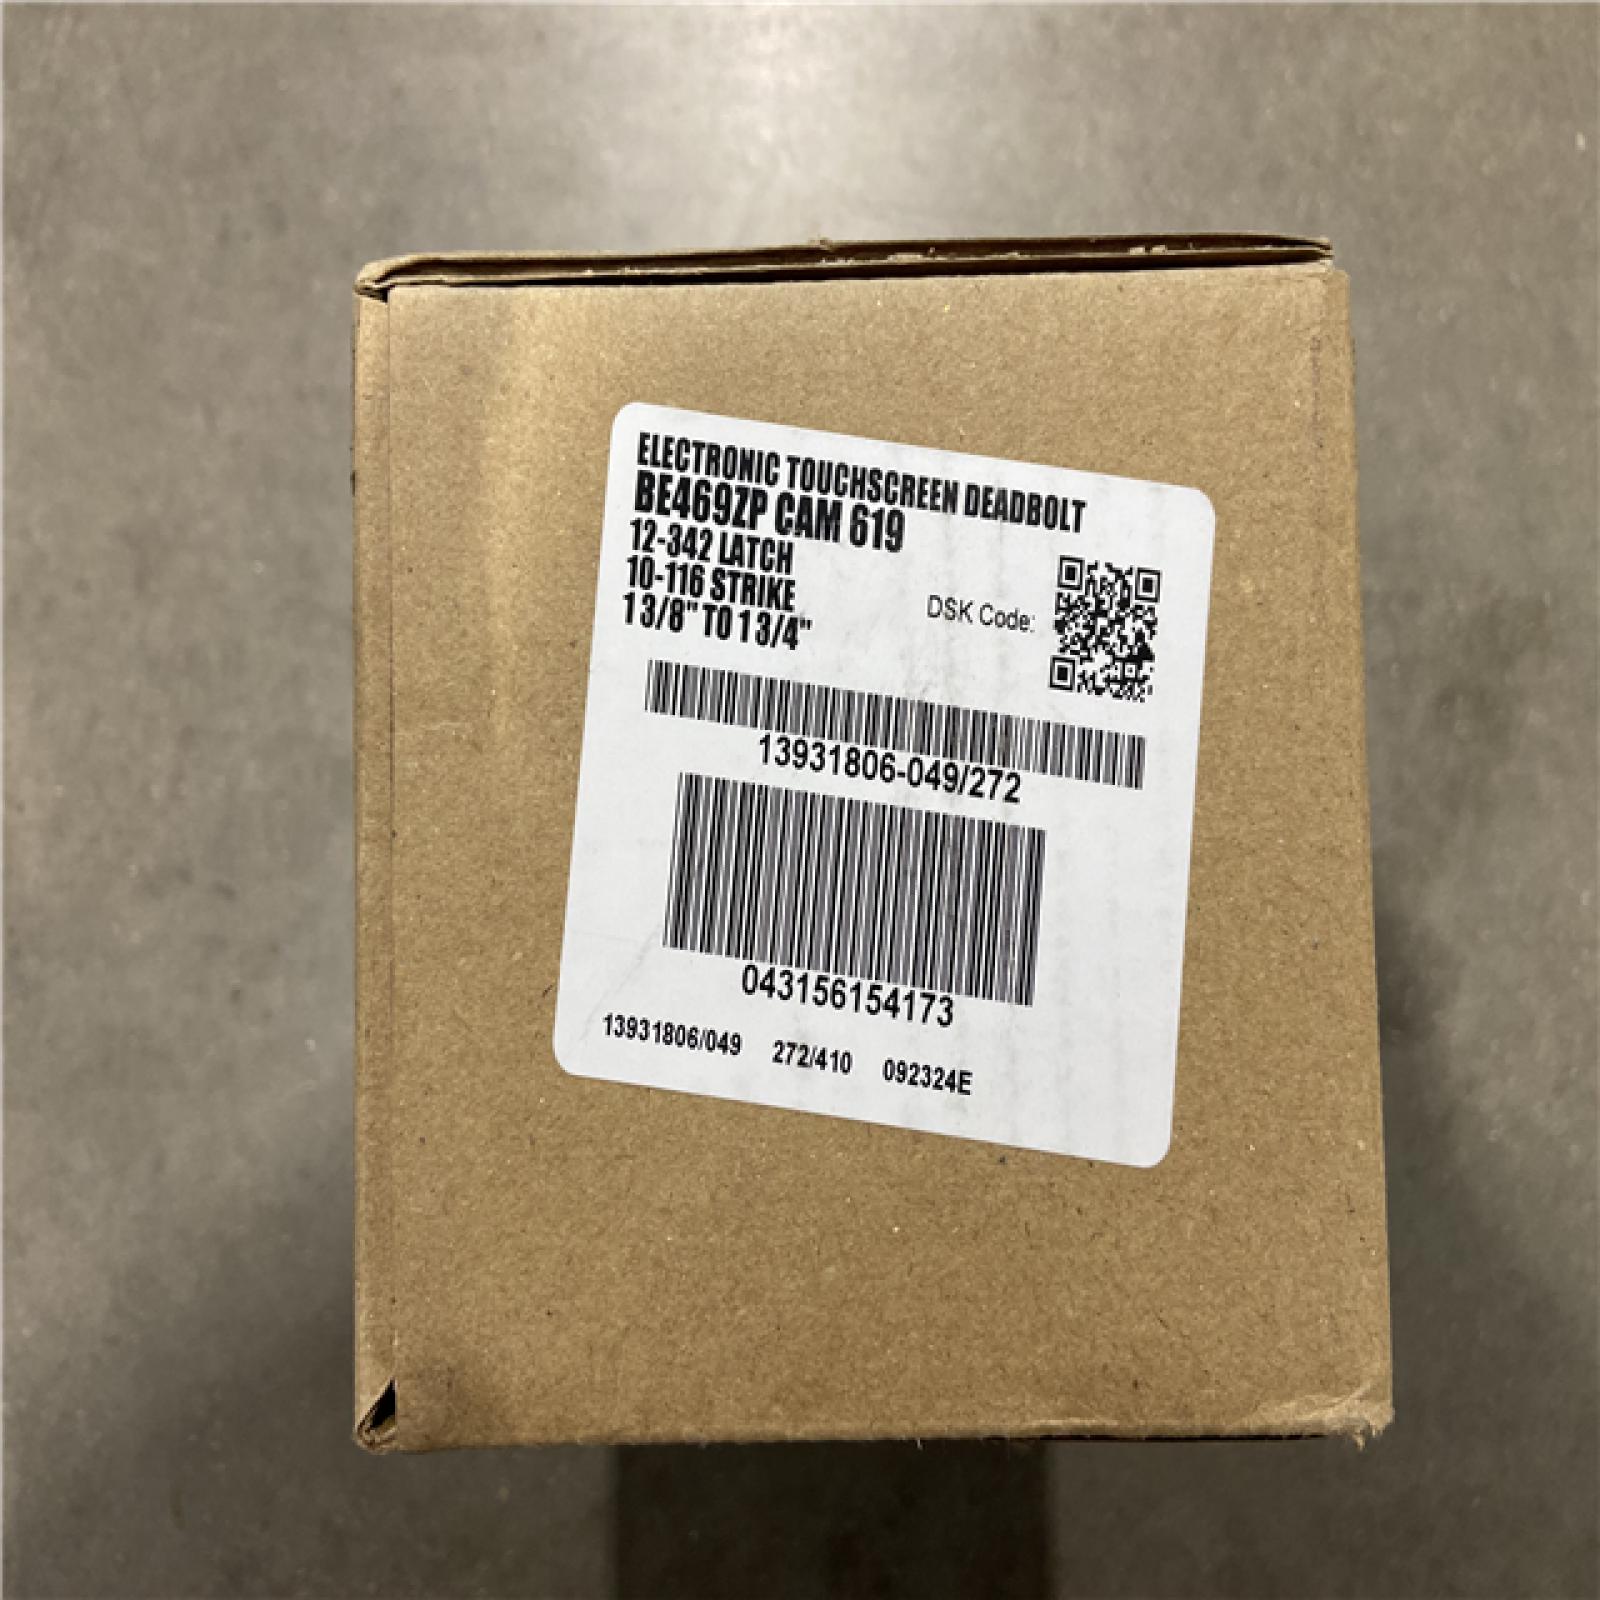 ELECTRONIC TOUCHSCREEN DEADBOLT
BE469ZP CAM 619
12-342 LATCH
10-116 STRIKE
1 3/8" TO 1 3/4"
DSK Code:
13931806-049/272
043156154173
13931806/049 272/410 092324E